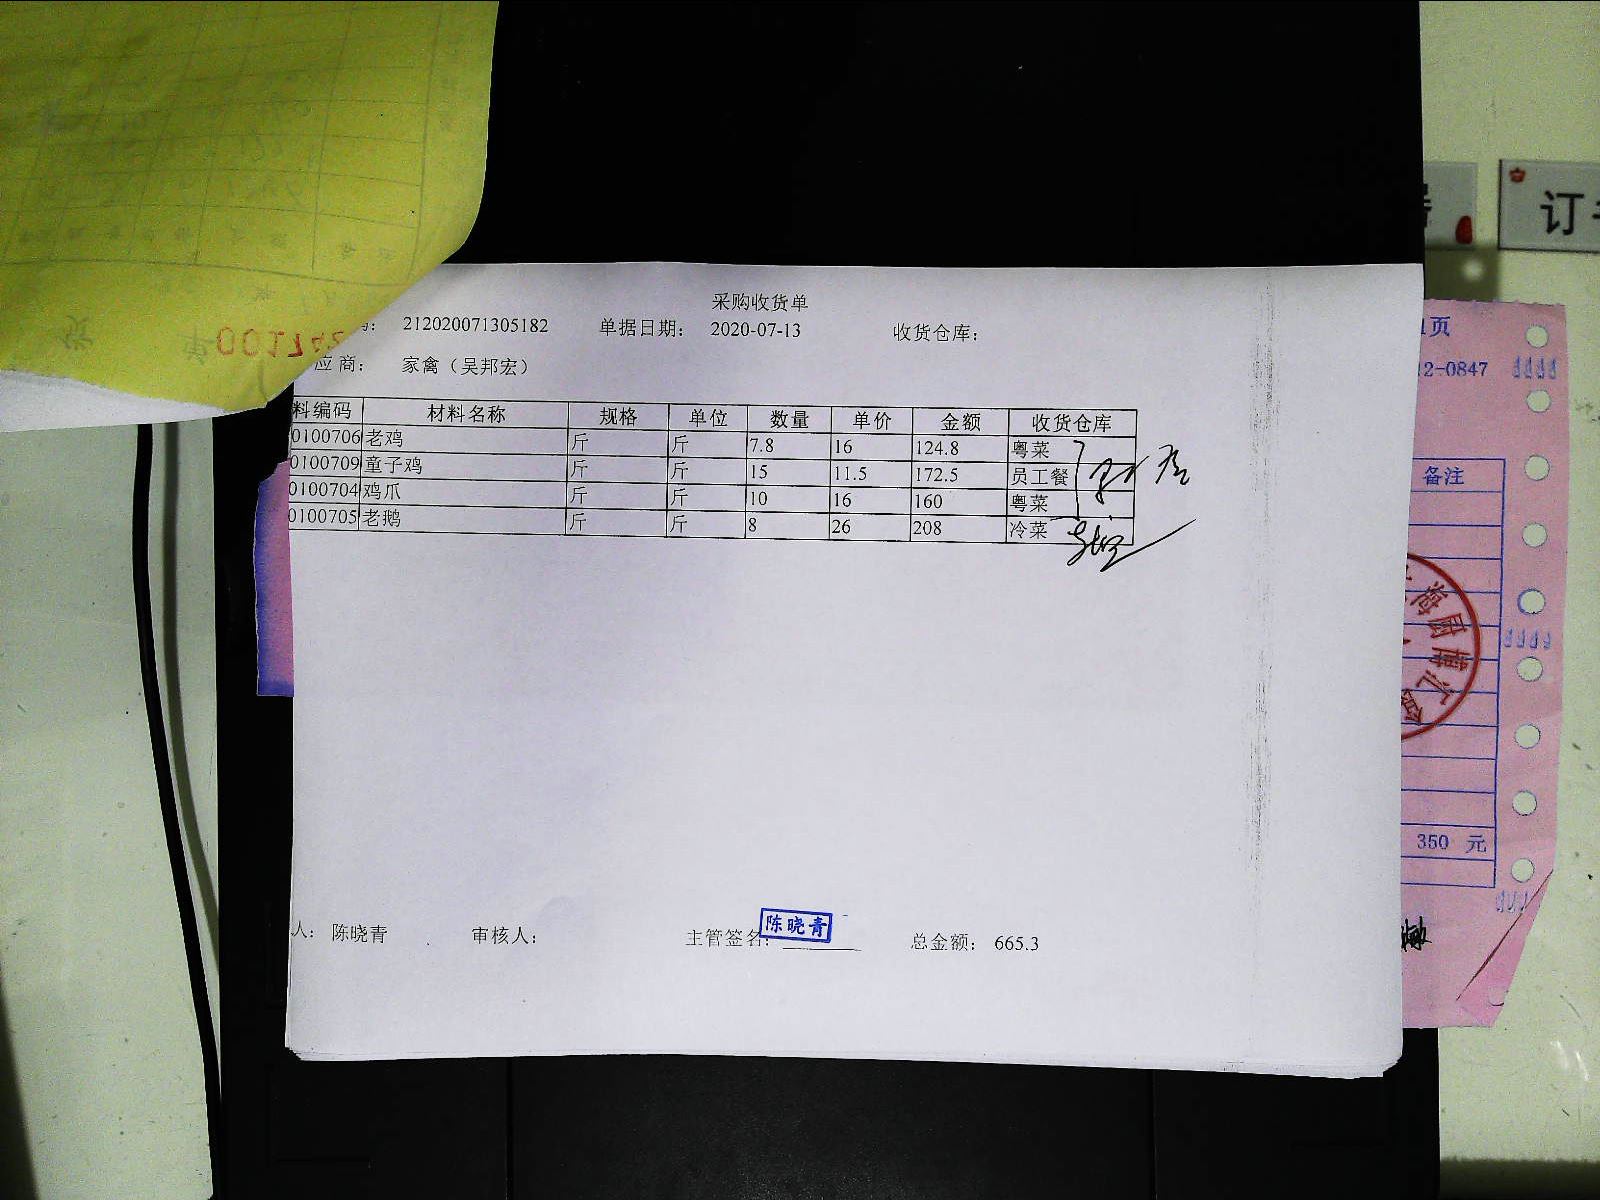 采购收货单
212020071305182 单据日期： 2020-07-13 收货仓库：
应商： 家禽（吴邦宏）
料编码 材料名称 规格 单位 数量 单价 金额 收货仓库
0100706 老鸡 斤 斤 7.8 16 124.8 粤菜
0100709 童子鸡 斤 斤 15 11.5 172.5 员工餐
0100704 鸡爪 斤 斤 10 16 160 粤菜
0100705 老鹅 斤 斤 8 26 208 冷菜
人： 陈晓青 审核人： 主管签名： 陈晓青 总金额： 665.3
001742
订
页
12-0847
备注
350 元